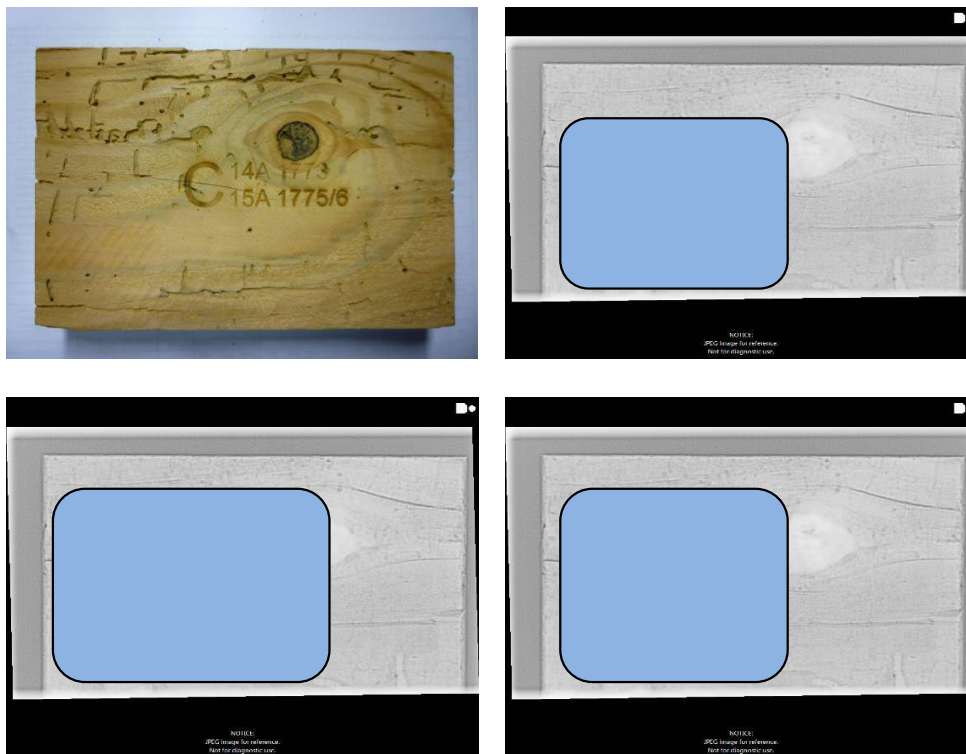 C 14A 1773
15A 1775/6
NOTICE:
JPEG image for reference.
Not for diagnostic use.
NOTICE:
JPEG image for reference.
Not for diagnostic use.
NOTICE:
JPEG image for reference.
Not for diagnostic use.